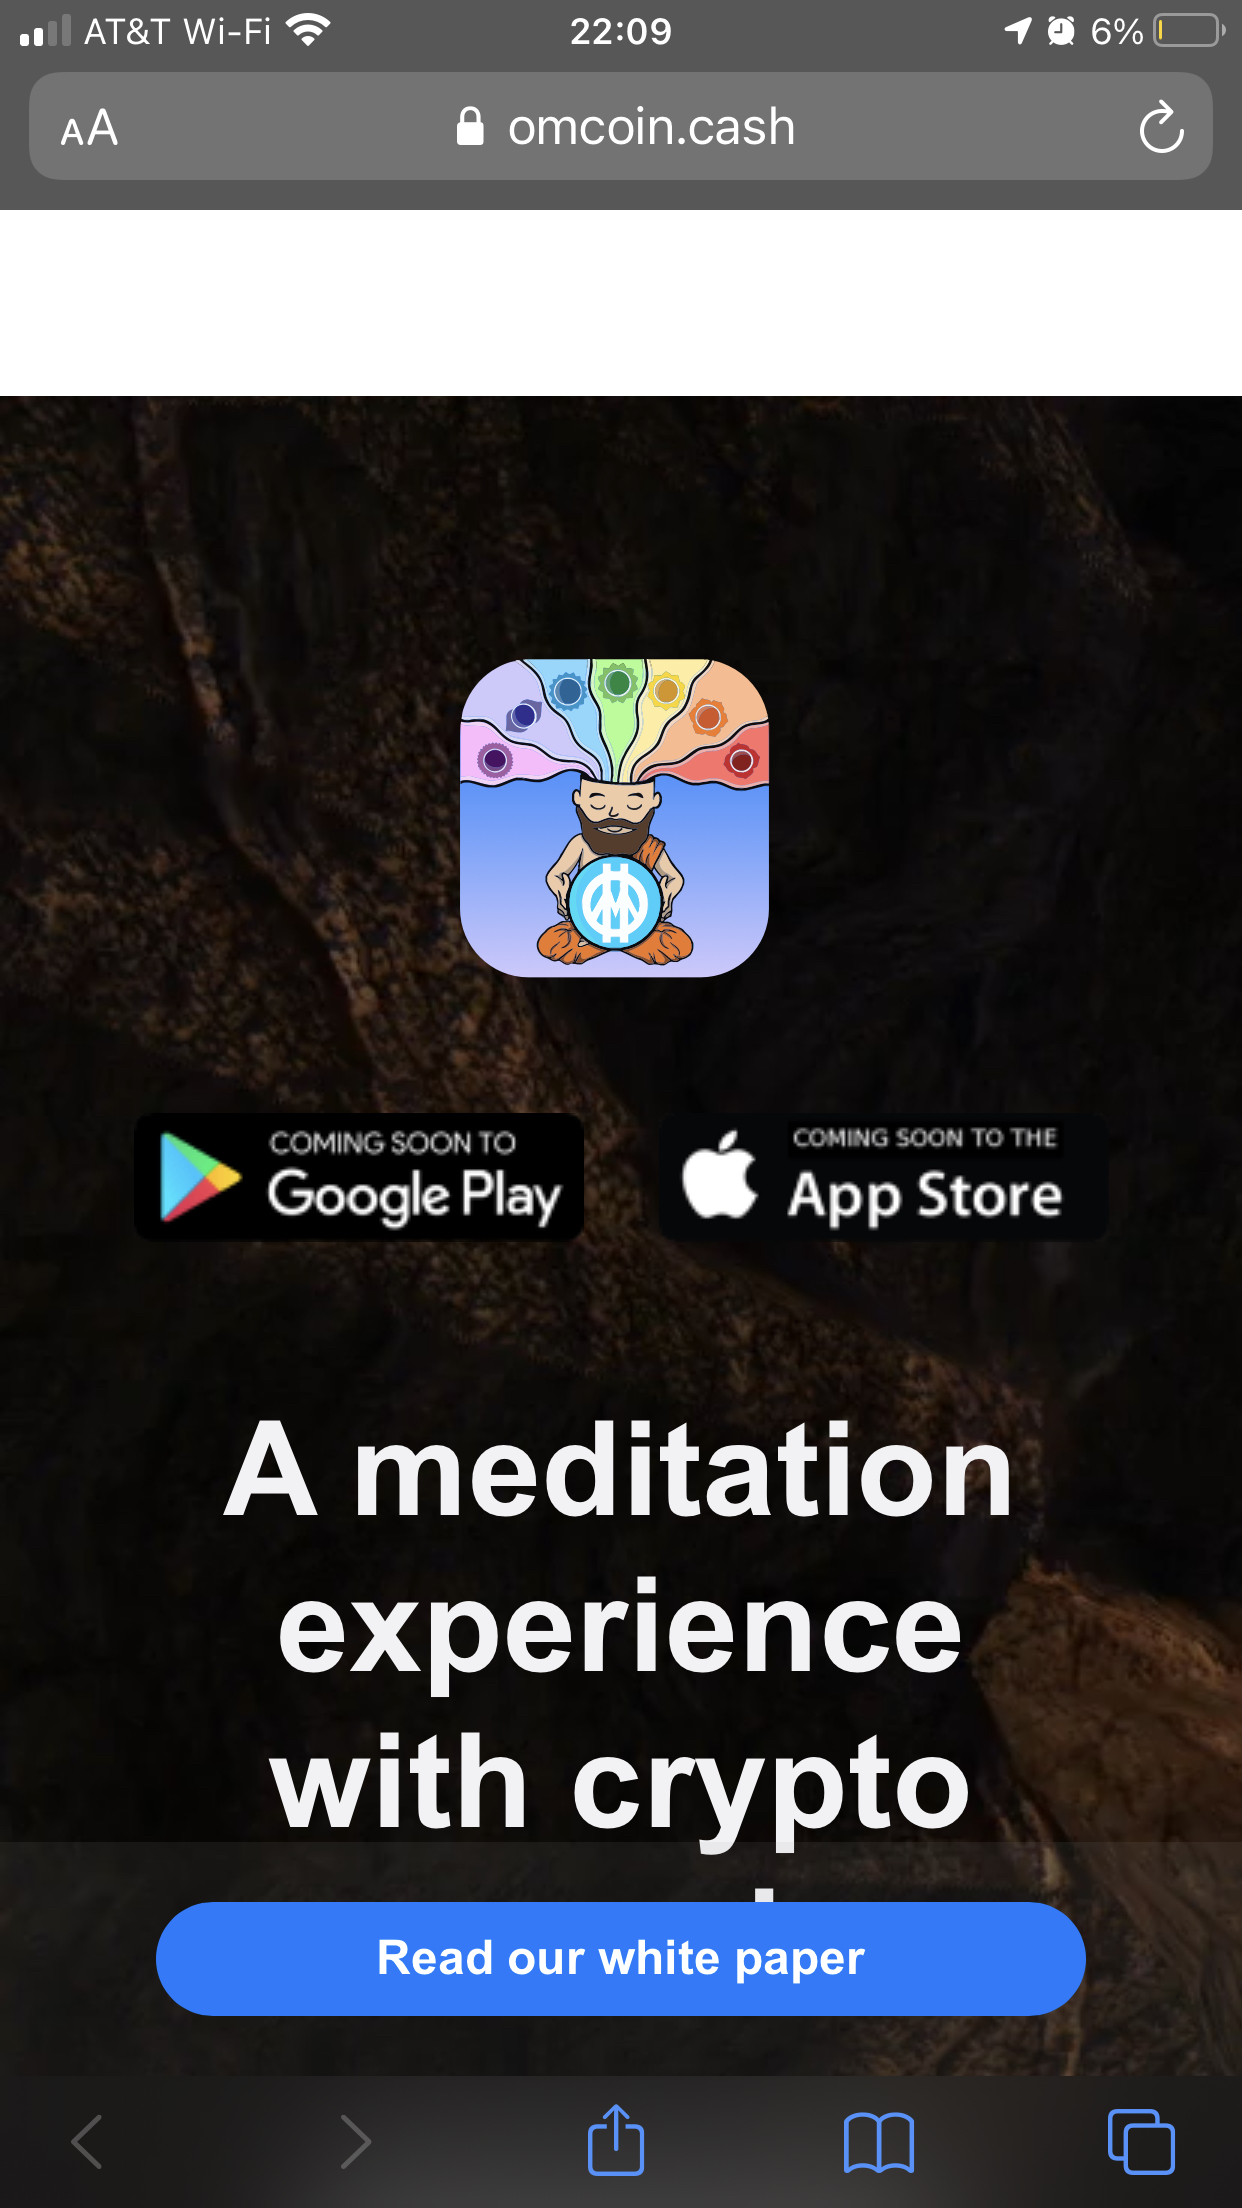 AT&T Wi-Fi 22:09 6%
AA omcoin.cash
COMING SOON TO
Google Play
COMING SOON TO THE
App Store
A meditation
experience
with crypto
Read our white paper